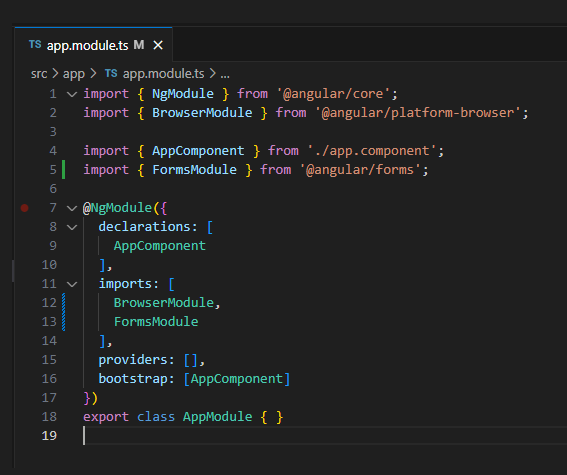 TS app.module.ts M ×
src > app > TS app.module.ts > ...
1 import { NgModule } from '@angular/core';
2 import { BrowserModule } from '@angular/platform-browser';
3
4 import { AppComponent } from './app.component';
5 import { FormsModule } from '@angular/forms';
6
7 @NgModule({
8   declarations: [
9     AppComponent
10   ],
11   imports: [
12     BrowserModule,
13     FormsModule
14   ],
15   providers: [],
16   bootstrap: [AppComponent]
17 })
18 export class AppModule { }
19